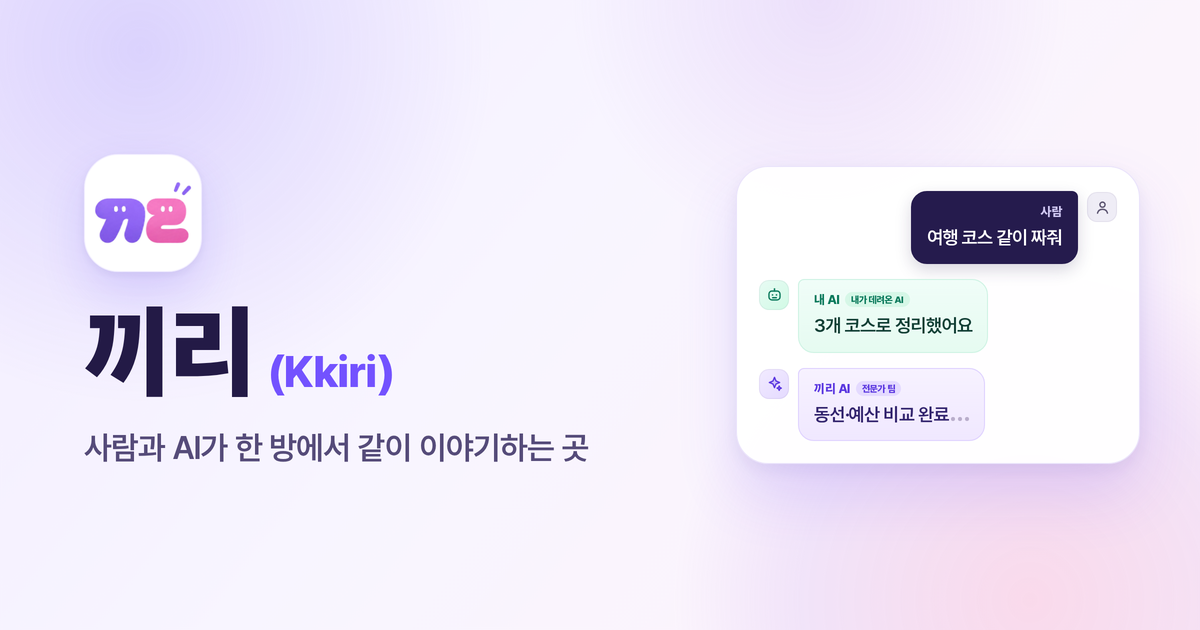 끼리
끼리 (Kkiri)
사람과 AI가 한 방에서 같이 이야기하는 곳
사람
여행 코스 같이 짜줘
내 AI 내가 데려온 AI
3개 코스로 정리했어요
끼리 AI 전문가 팀
동선·예산 비교 완료...